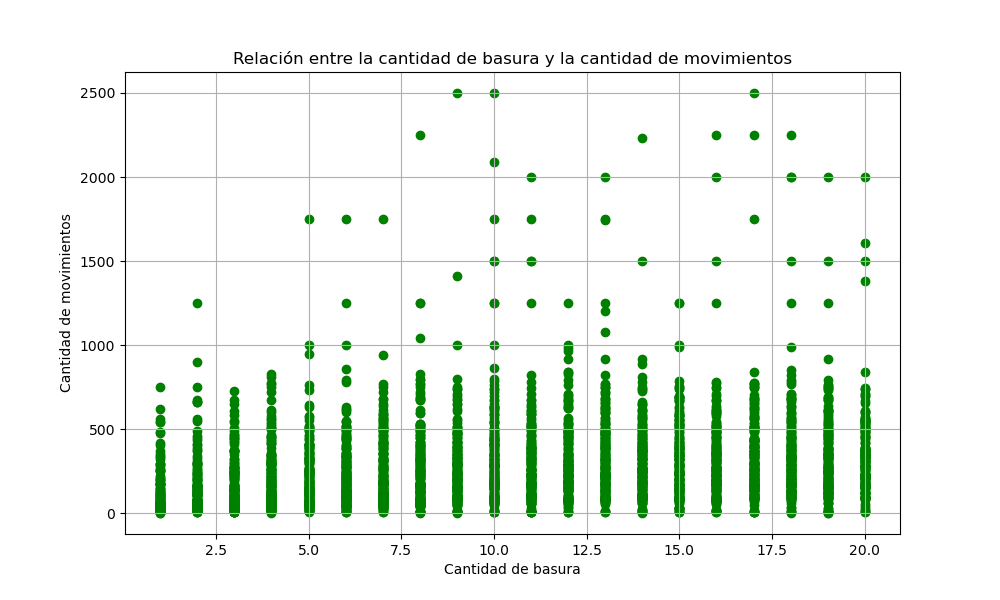 Relación entre la cantidad de basura y la cantidad de movimientos
Cantidad de movimientos
2500
2000
1500
1000
500
0
2.5 5.0 7.5 10.0 12.5 15.0 17.5 20.0
Cantidad de basura